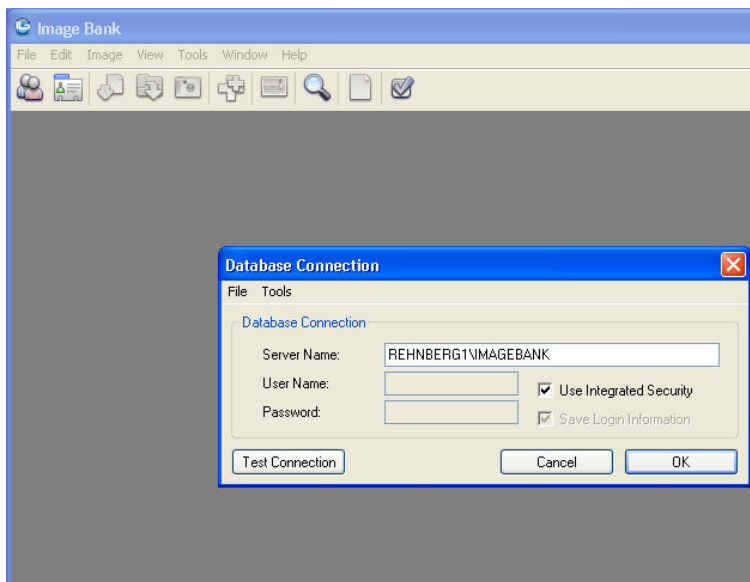 Image Bank
File Edit Image View Tools Window Help
Database Connection
File Tools
Database Connection
Server Name: REHNBERG1\IMAGEBANK
User Name:
Use Integrated Security
Password:
Save Login Information
Test Connection Cancel OK